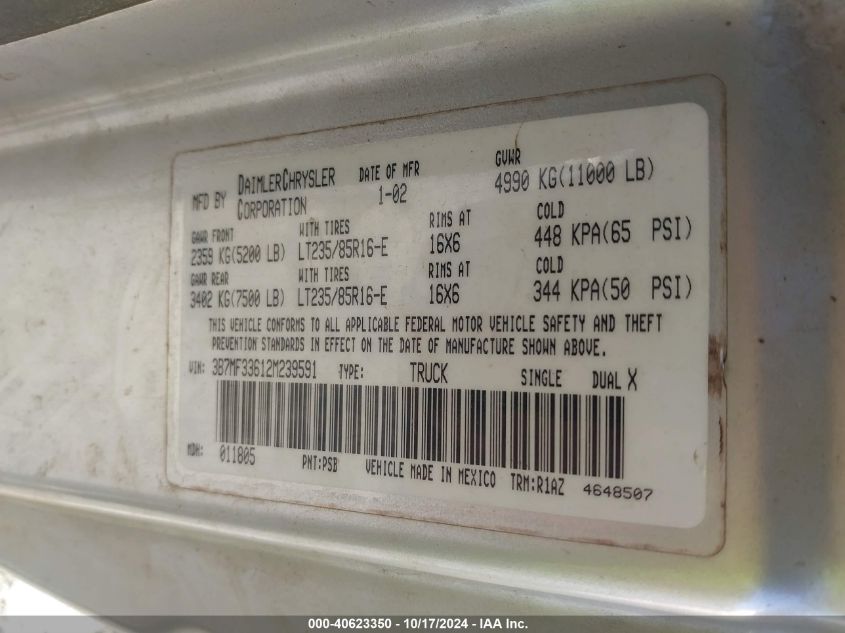 MFD BY DAIMLERCHRYSLER CORPORATION DATE OF MFR 1-02 GVWR 4990 KG(11000 LB)
GAWR FRONT WITH TIRES RIMS AT COLD
2359 KG(5200 LB) LT235/85R16-E 16X6 448 KPA(65 PSI)
GAWR REAR WITH TIRES RIMS AT COLD
3402 KG(7500 LB) LT235/85R16-E 16X6 344 KPA(50 PSI)
THIS VEHICLE CONFORMS TO ALL APPLICABLE FEDERAL MOTOR VEHICLE SAFETY AND THEFT
PREVENTION STANDARDS IN EFFECT ON THE DATE OF MANUFACTURE SHOWN ABOVE.
VIN: 3B7MF33612M239591 TYPE: TRUCK SINGLE DUAL X
MDH: 011805 PNT:PSB VEHICLE MADE IN MEXICO TRM:R1AZ 4648507
000-40623350 - 10/17/2024 - IAA Inc.